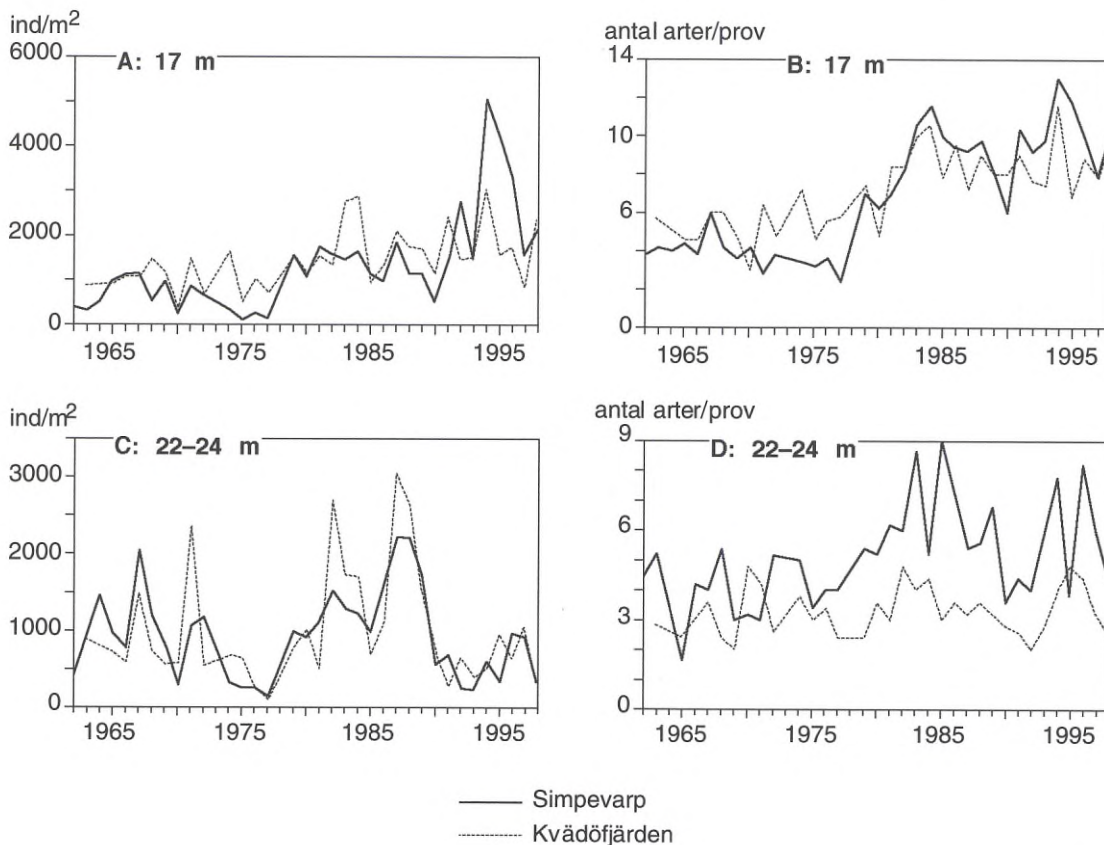 ind/m²
6000
4000
2000
0
A: 17 m
1965 1975 1985 1995
antal arter/prov
14
10
6
2
0
B: 17 m
1965 1975 1985 1995
ind/m²
3000
2000
1000
0
C: 22–24 m
1965 1975 1985 1995
antal arter/prov
9
6
3
0
D: 22–24 m
1965 1975 1985 1995
Simpevarp
Kvädöfjärden